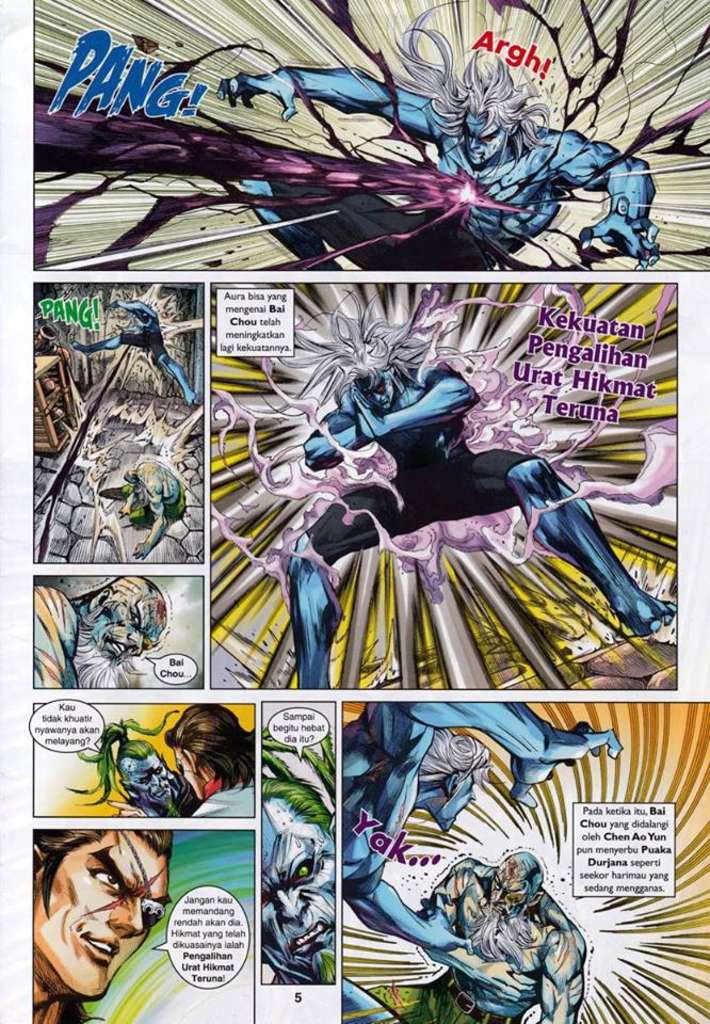 PANG!
Argh!
PANG!
Aura bisa yang
mengenai Bai
Chou telah
meningkatkan
lagi kekuatannya.
Kekuatan
Pengalihan
Urat Hikmat
Teruna
Bai
Chou...
Kau
tidak khuatir
nyawanya akan
melayang?
Sampai
begitu hebat
dia itu?
Jangan kau
memandang
rendah akan dia.
Hikmat yang telah
dikuasainya ialah
Pengalihan
Urat Hikmat
Teruna!
Yak...
Pada ketika itu, Bai
Chou yang didalangi
oleh Chen Ao Yun
pun menyerbu Puaka
Durjana seperti
seekor harimau yang
sedang mengganas.
5